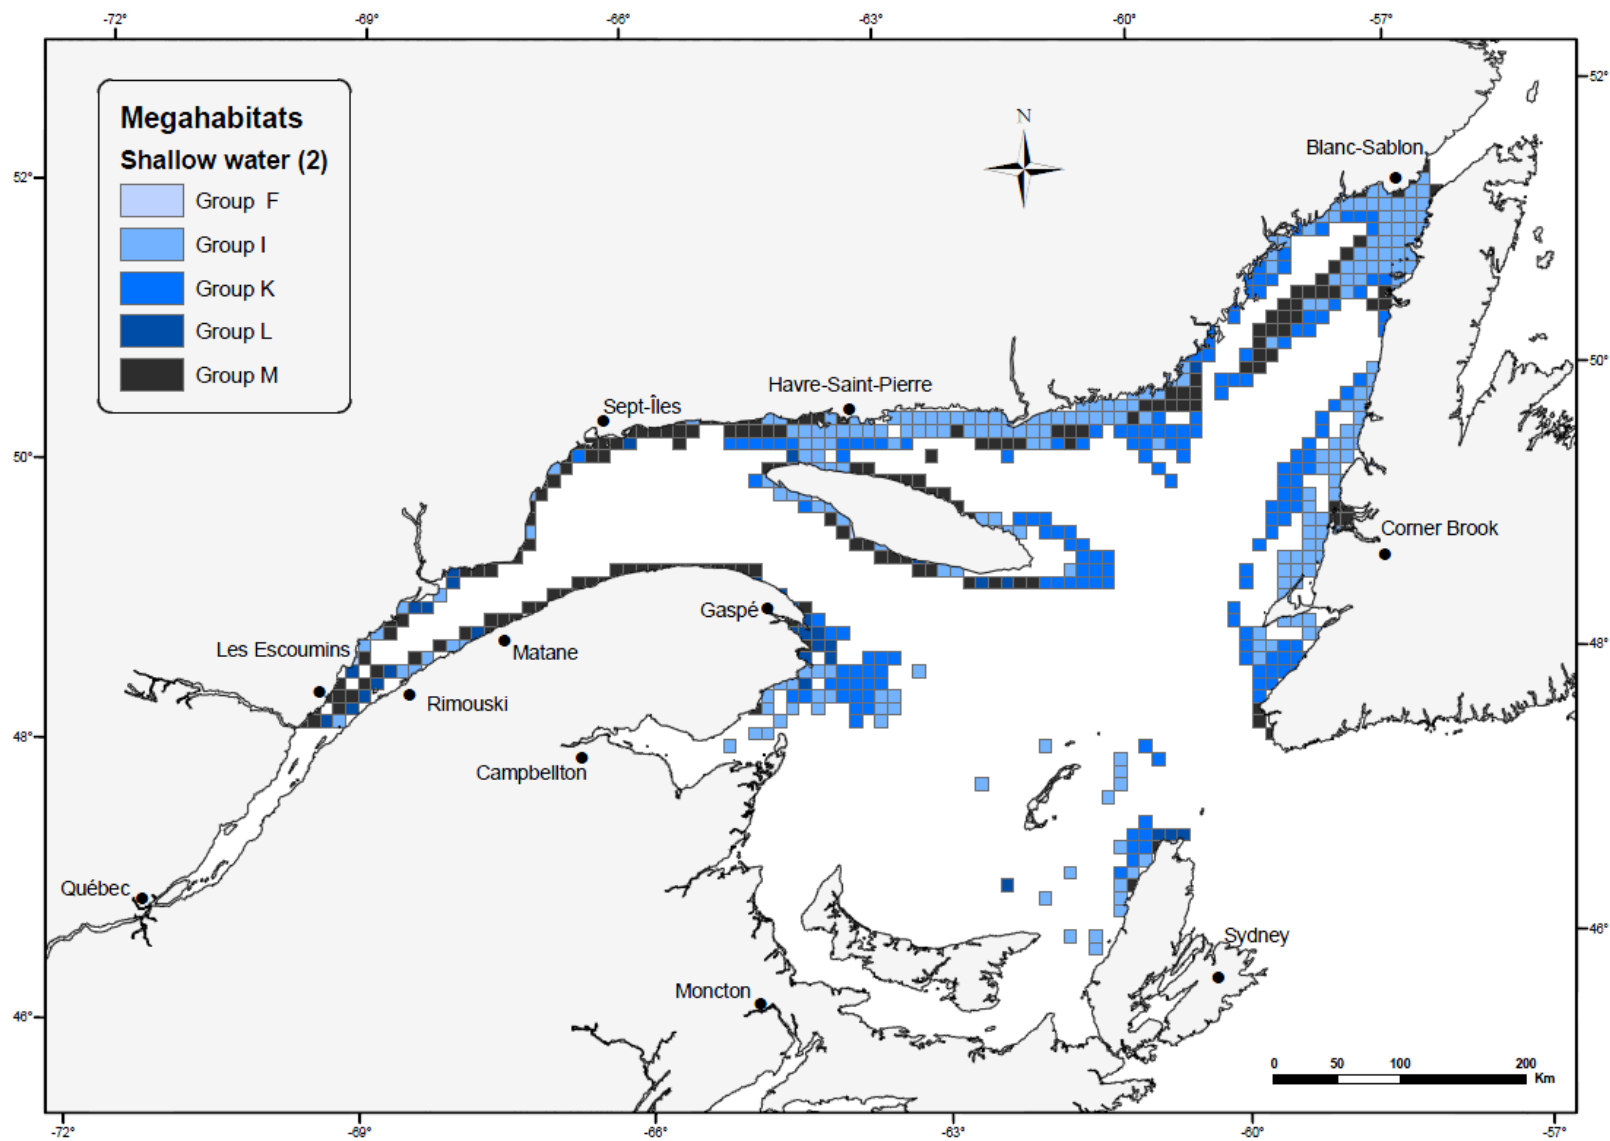 -72° -69° -66° -63° -60° -57°
52°
Megahabitats
Shallow water (2)
Group F
Group I
Group K
Group L
Group M
N
Blanc-Sablon
52°
50°
Havre-Saint-Pierre
Sept-Îles
50°
Corner Brook
Gaspé
Les Escoumins
Matane
48°
Rimouski
48°
Campbellton
Québec
Sydney
46°
Moncton
46°
0 50 100 200
Km
-72° -69° -66° -63° -60° -57°